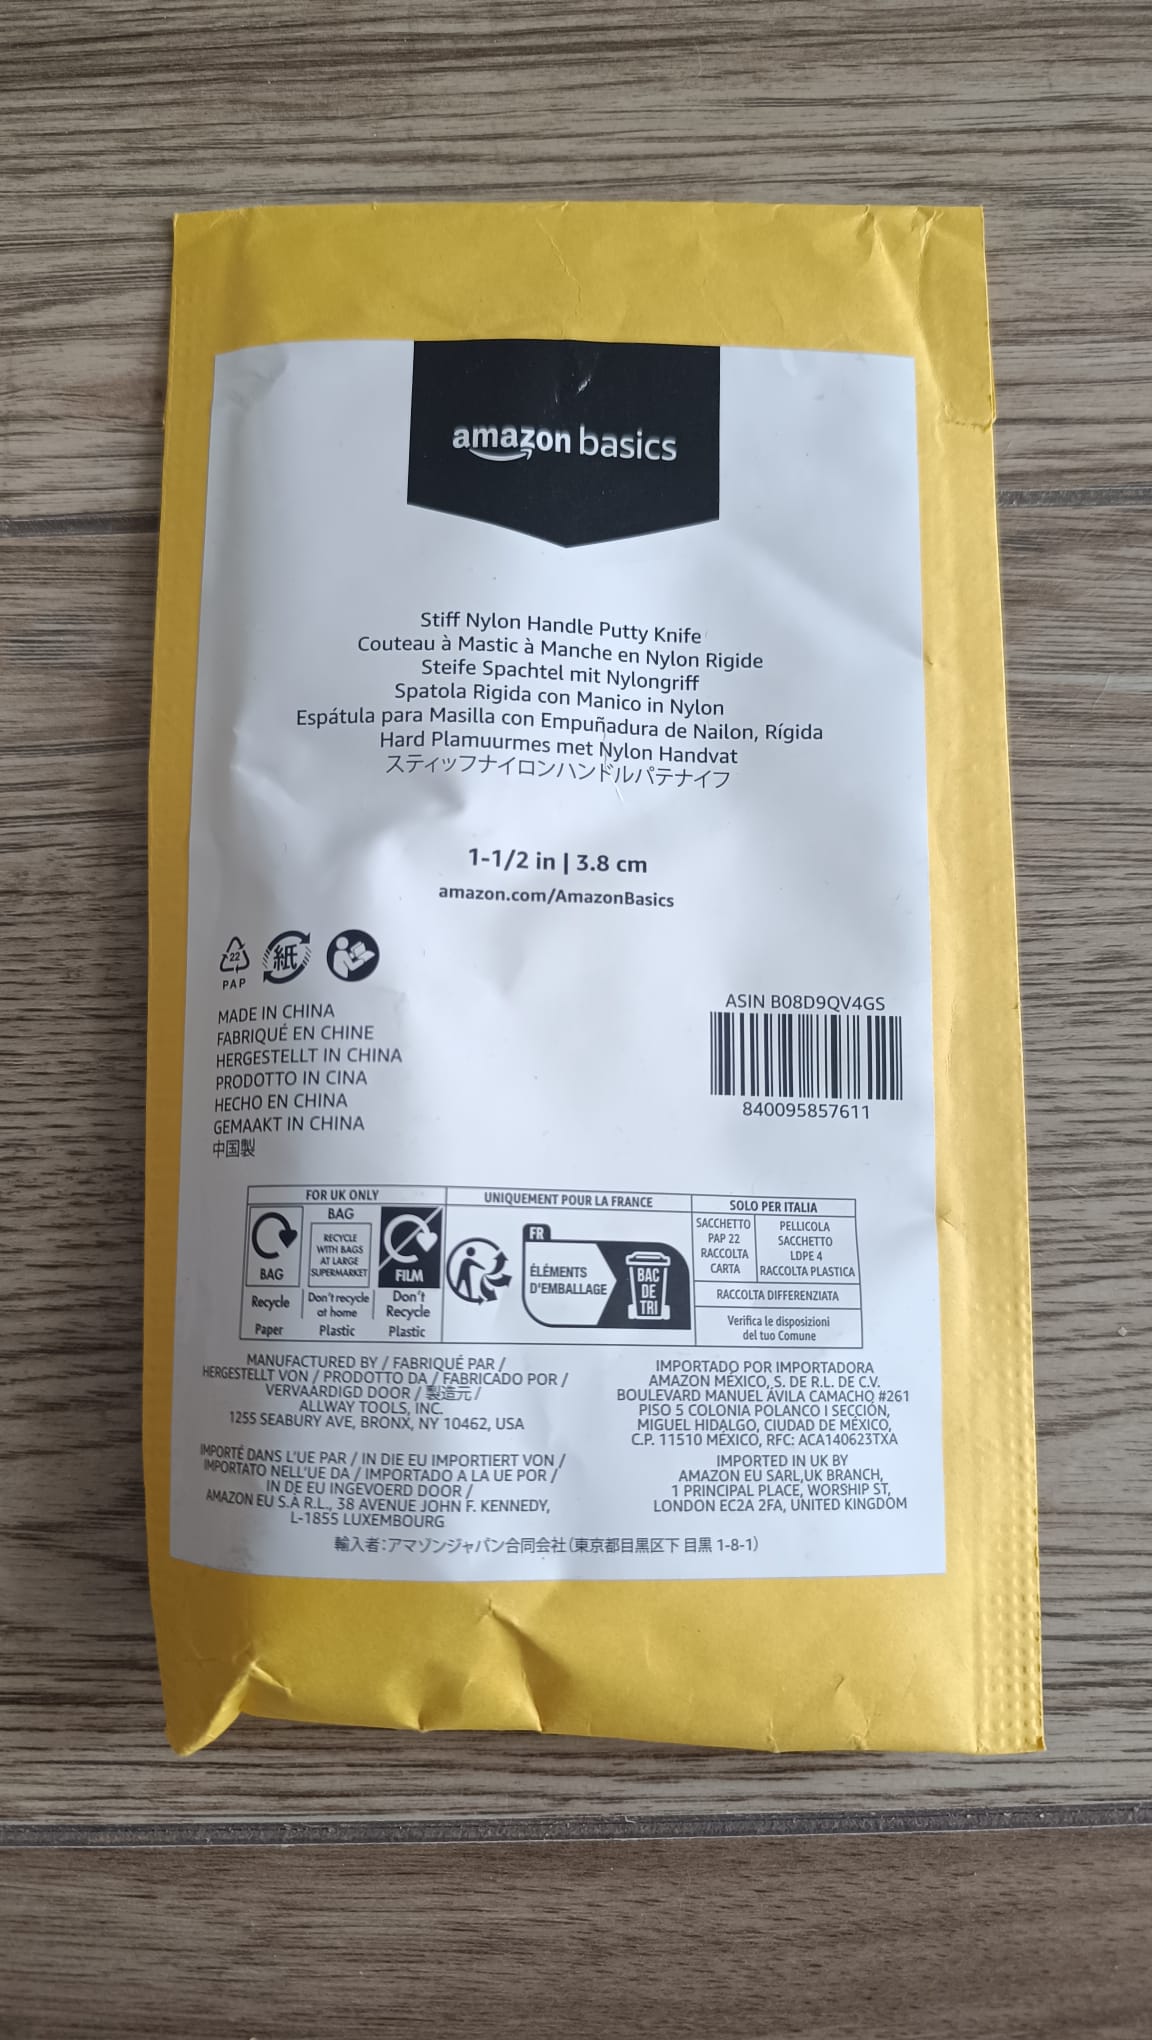 amazon basics
Stiff Nylon Handle Putty Knife
Couteau à Mastic à Manche en Nylon Rigide
Steife Spachtel mit Nylongriff
Spatola Rigida con Manico in Nylon
Espátula para Masilla con Empuñadura de Nailon, Rígida
Hard Plamuurmes met Nylon Handvat
スティッフナイロンハンドルパテナイフ
1-1/2 in | 3.8 cm
amazon.com/AmazonBasics
22
PAP
紙
MADE IN CHINA
FABRIQUÉ EN CHINE
HERGESTELLT IN CHINA
PRODOTTO IN CINA
HECHO EN CHINA
GEMAAKT IN CHINA
中国製
ASIN B08D9QV4GS
840095857611
FOR UK ONLY
BAG
Recycle
Paper
BAG
RECYCLE
WITH BAGS
AT LARGE
SUPERMARKET
Don't recycle
at home
Plastic
FILM
Don't
Recycle
Plastic
UNIQUEMENT POUR LA FRANCE
FR
ÉLÉMENTS
D'EMBALLAGE
BAC
DE
TRI
SOLO PER ITALIA
SACCHETTO
PAP 22
RACCOLTA
CARTA
PELLICOLA
SACCHETTO
LDPE 4
RACCOLTA PLASTICA
RACCOLTA DIFFERENZIATA
Verifica le disposizioni
del tuo Comune
MANUFACTURED BY / FABRIQUÉ PAR /
HERGESTELLT VON / PRODOTTO DA / FABRICADO POR /
VERVAARDIGD DOOR / 製造元 /
ALLWAY TOOLS, INC.
1255 SEABURY AVE, BRONX, NY 10462, USA
IMPORTÉ DANS L'UE PAR / IN DIE EU IMPORTIERT VON /
IMPORTATO NELL'UE DA / IMPORTADO A LA UE POR /
IN DE EU INGEVOERD DOOR /
AMAZON EU S.À R.L., 38 AVENUE JOHN F. KENNEDY,
L-1855 LUXEMBOURG
IMPORTADO POR IMPORTADORA
AMAZON MÉXICO, S. DE R.L. DE C.V.
BOULEVARD MANUEL ÁVILA CAMACHO #261
PISO 5 COLONIA POLANCO I SECCIÓN,
MIGUEL HIDALGO, CIUDAD DE MÉXICO,
C.P. 11510 MÉXICO, RFC: ACA140623TXA
IMPORTED IN UK BY
AMAZON EU SARL,UK BRANCH,
1 PRINCIPAL PLACE, WORSHIP ST,
LONDON EC2A 2FA, UNITED KINGDOM
輸入者:アマゾンジャパン合同会社(東京都目黒区下目黒 1-8-1)